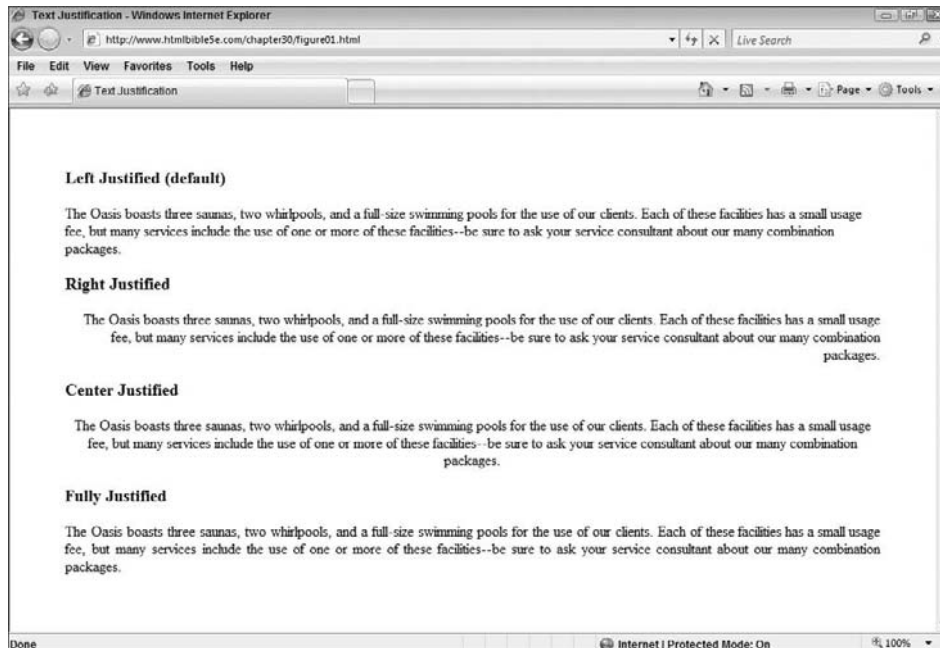 Text Justification - Windows Internet Explorer
http://www.htmlbible5e.com/chapter30/figure01.html Live Search
File Edit View Favorites Tools Help
Text Justification Page Tools
Left Justified (default)
The Oasis boasts three saunas, two whirlpools, and a full-size swimming pools for the use of our clients. Each of these facilities has a small usage
fee, but many services include the use of one or more of these facilities--be sure to ask your service consultant about our many combination
packages.
Right Justified
The Oasis boasts three saunas, two whirlpools, and a full-size swimming pools for the use of our clients. Each of these facilities has a small usage
fee, but many services include the use of one or more of these facilities--be sure to ask your service consultant about our many combination
packages.
Center Justified
The Oasis boasts three saunas, two whirlpools, and a full-size swimming pools for the use of our clients. Each of these facilities has a small usage
fee, but many services include the use of one or more of these facilities--be sure to ask your service consultant about our many combination
packages.
Fully Justified
The Oasis boasts three saunas, two whirlpools, and a full-size swimming pools for the use of our clients. Each of these facilities has a small usage
fee, but many services include the use of one or more of these facilities--be sure to ask your service consultant about our many combination
packages.
Done Internet | Protected Mode: On 100%